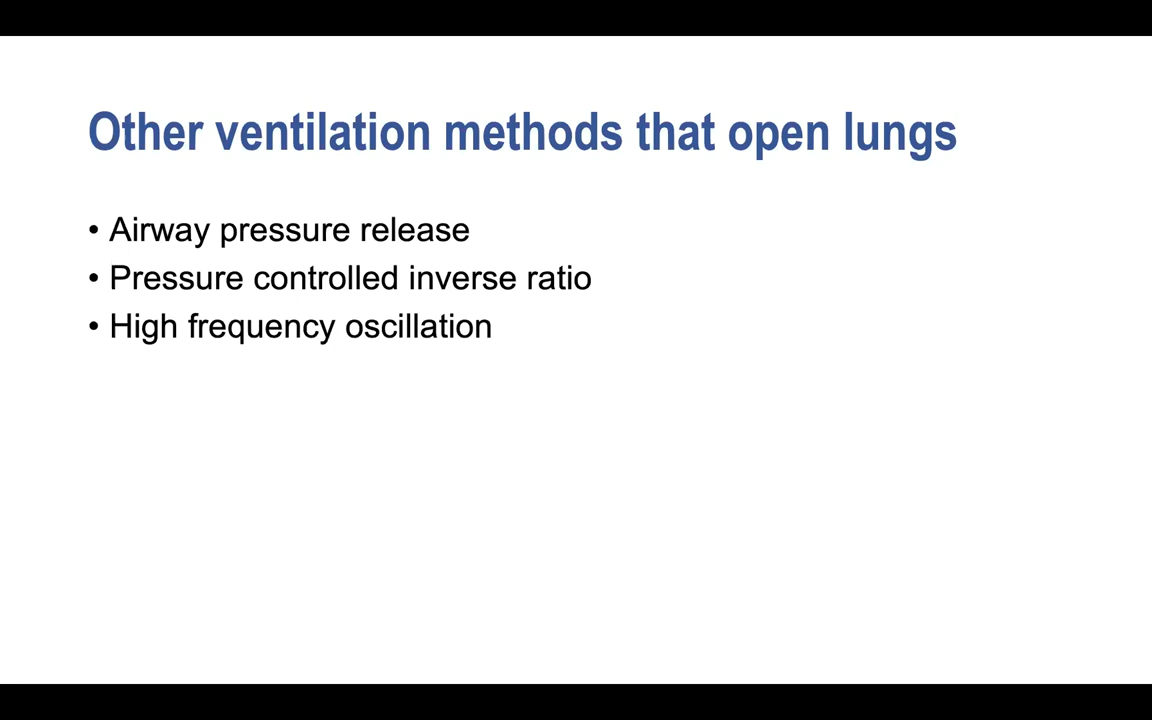 Other ventilation methods that open lungs
• Airway pressure release
• Pressure controlled inverse ratio
• High frequency oscillation